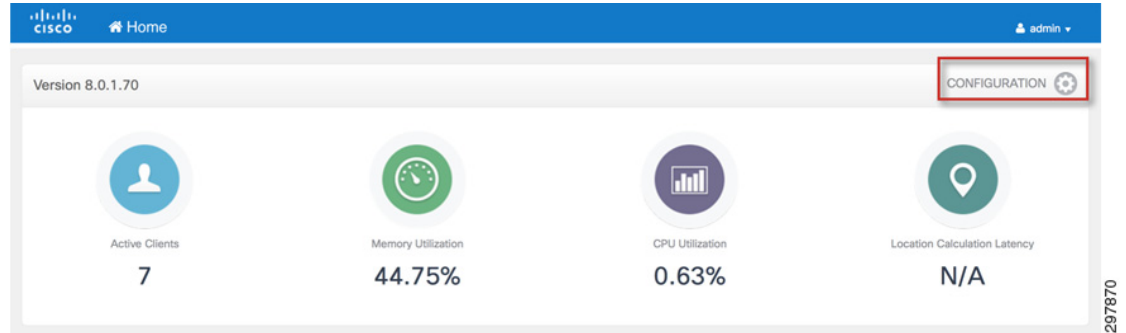 CISCO
Home
admin
Version 8.0.1.70
CONFIGURATION
Active Clients
Memory Utilization
CPU Utilization
Location Calculation Latency
7
44.75%
0.63%
N/A
297870